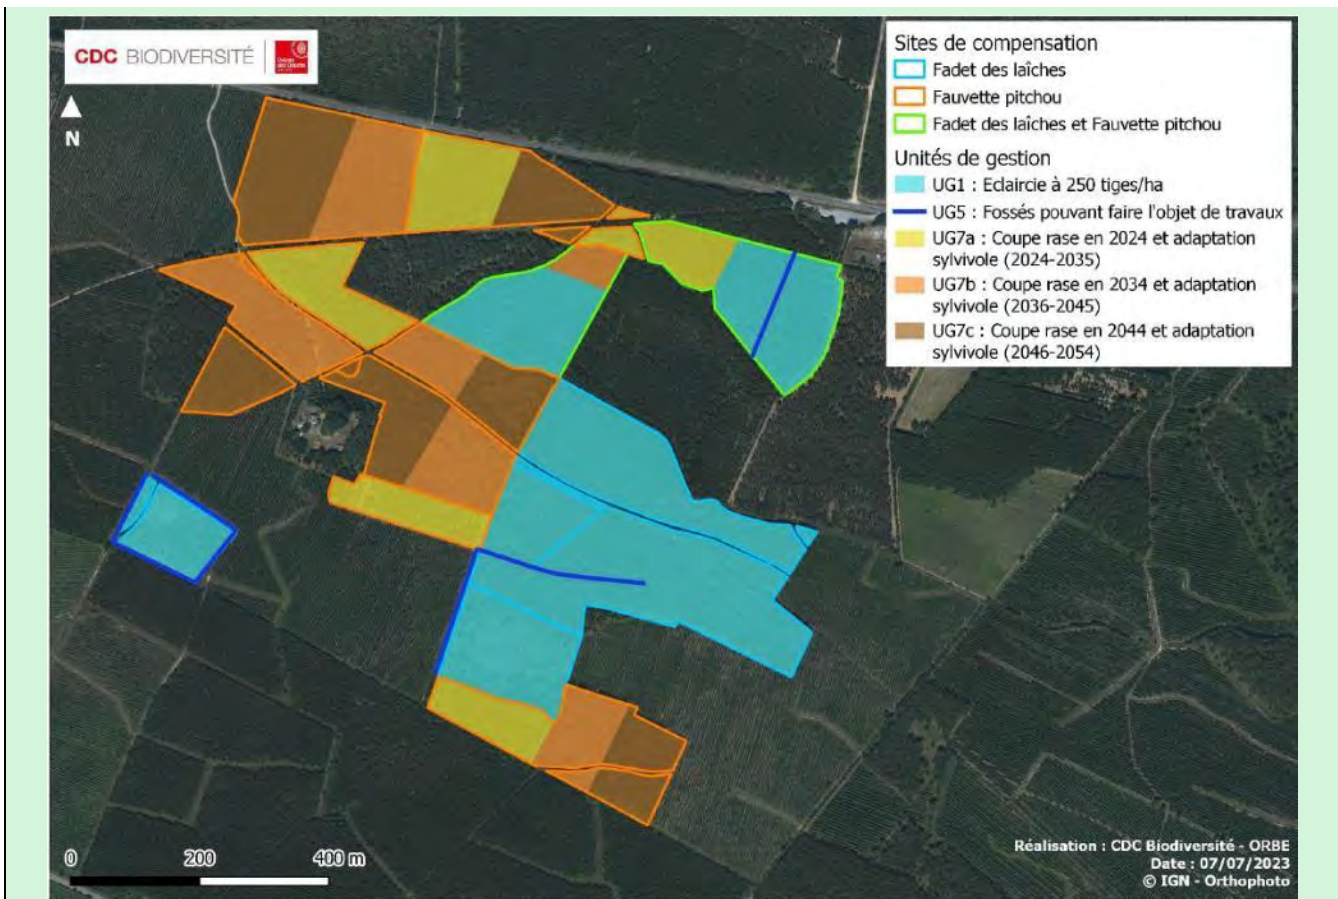 CDC BIODIVERSITÉ
N
Sites de compensation
Fadet des laîches
Fauvette pitchou
Fadet des laîches et Fauvette pitchou
Unités de gestion
UG1 : Eclaircie à 250 tiges/ha
UG5 : Fossés pouvant faire l'objet de travaux
UG7a : Coupe rase en 2024 et adaptation
sylvivole (2024-2035)
UG7b : Coupe rase en 2034 et adaptation
sylvivole (2036-2045)
UG7c : Coupe rase en 2044 et adaptation
sylvivole (2046-2054)
0 200 400 m
Réalisation : CDC Biodiversité - ORBE
Date : 07/07/2023
© IGN - Orthophoto